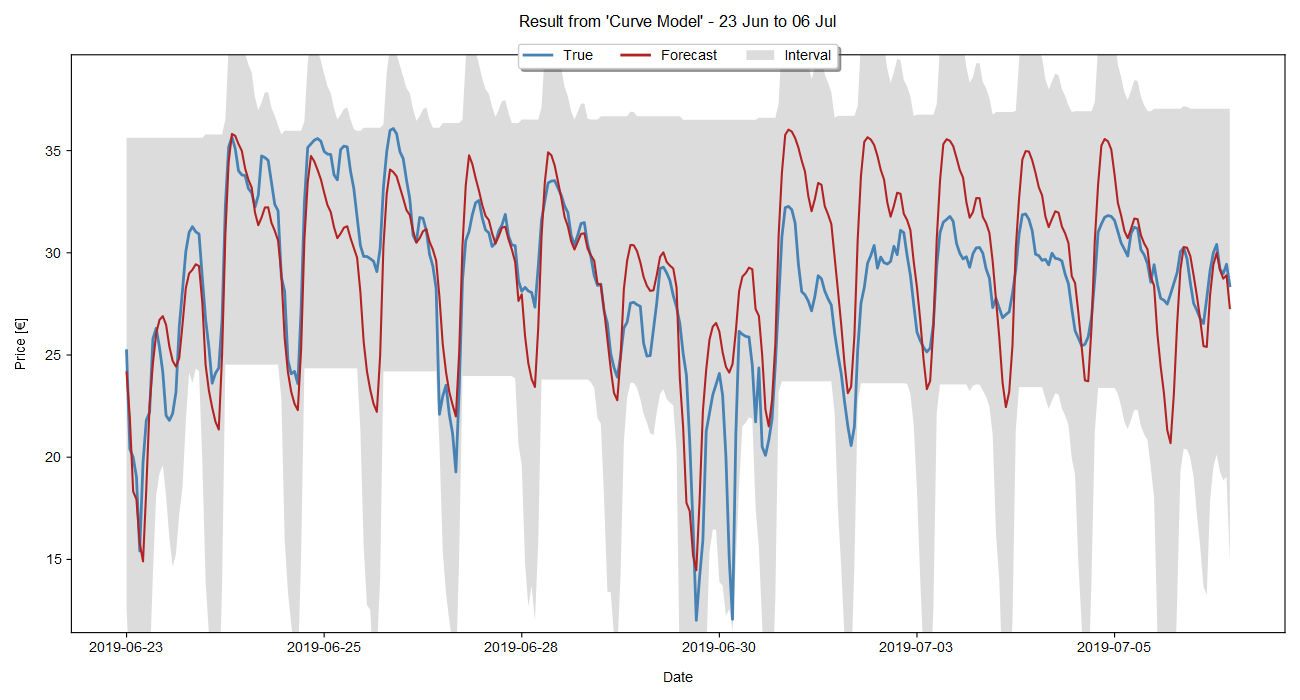 Result from 'Curve Model' - 23 Jun to 06 Jul
True Forecast Interval
35
30
25
20
15
Price [€]
2019-06-23 2019-06-25 2019-06-28 2019-06-30 2019-07-03 2019-07-05
Date